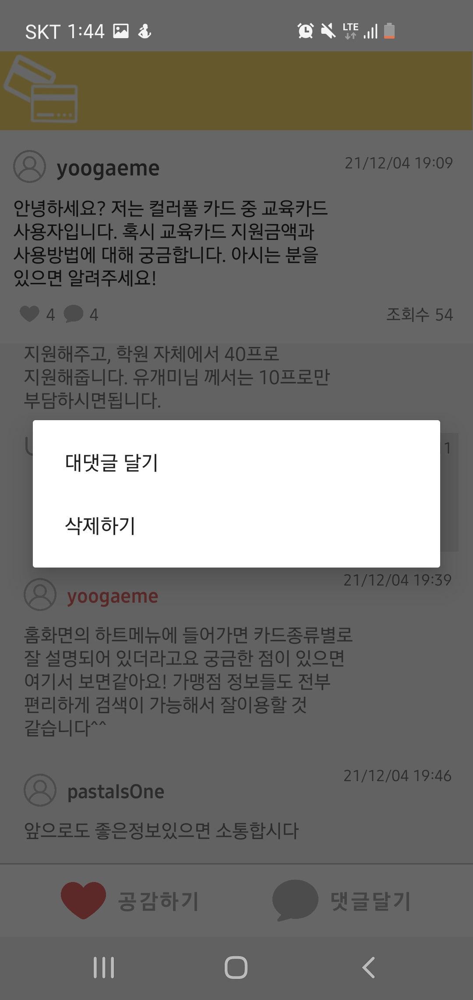 SKT 1:44
LTE
yoogaeme
21/12/04 19:09
안녕하세요? 저는 컬러풀 카드 중 교육카드
사용자입니다. 혹시 교육카드 지원금액과
사용방법에 대해 궁금합니다. 아시는 분을
있으면 알려주세요!
4 4
조회수 54
지원해주고, 학원 자체에서 40프로
지원해줍니다. 유개미님 께서는 10프로만
부담하시면됩니다.
1
대댓글 달기
삭제하기
21/12/04 19:39
yoogaeme
홈화면의 하트메뉴에 들어가면 카드종류별로
잘 설명되어 있더라고요 궁금한 점이 있으면
여기서 보면같아요! 가맹점 정보들도 전부
편리하게 검색이 가능해서 잘이용할 것
같습니다^^
21/12/04 19:46
pastaIsOne
앞으로도 좋은정보있으면 소통합시다
공감하기
댓글달기